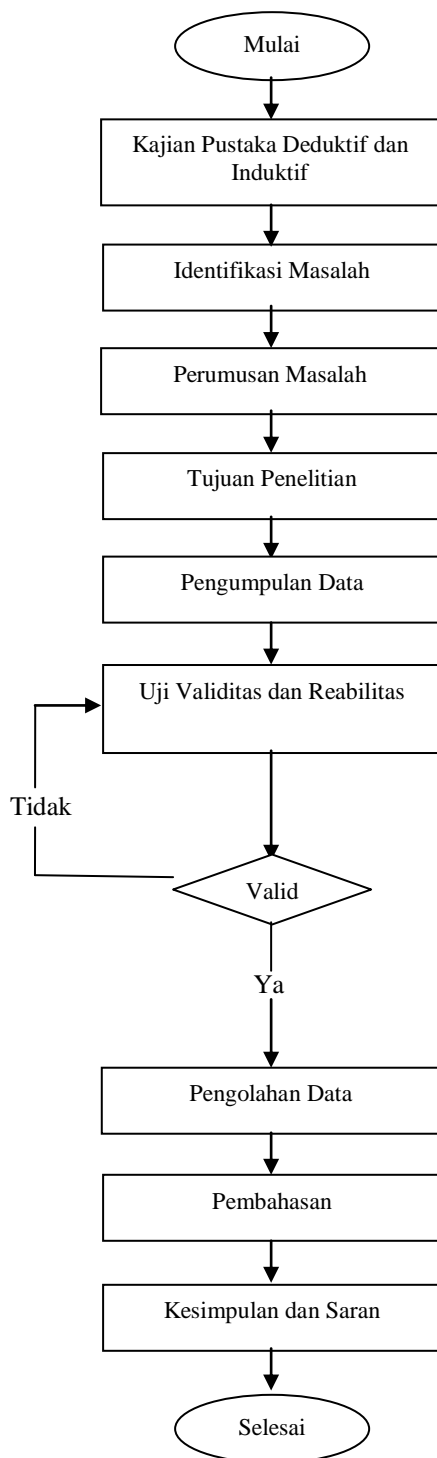 Mulai
Kajian Pustaka Deduktif dan
Induktif
Identifikasi Masalah
Perumusan Masalah
Tujuan Penelitian
Pengumpulan Data
Uji Validitas dan Reabilitas
Tidak
Valid
Ya
Pengolahan Data
Pembahasan
Kesimpulan dan Saran
Selesai